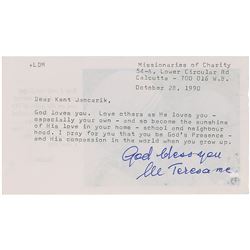 +LDM
Missionaries of Charity
54-A, Lower Circular Rd
Calcutta - 700 016 W.B.
October 28, 1990
Dear Kent Jancarik,
God loves you. Love others as He loves you -
especially your own - and so become the sunshine
of His love in your home - school and neighbour
hood. I pray for you that you be God's Presence -
and His compassion in the world when you grow up.
God bless you
M Teresa mc